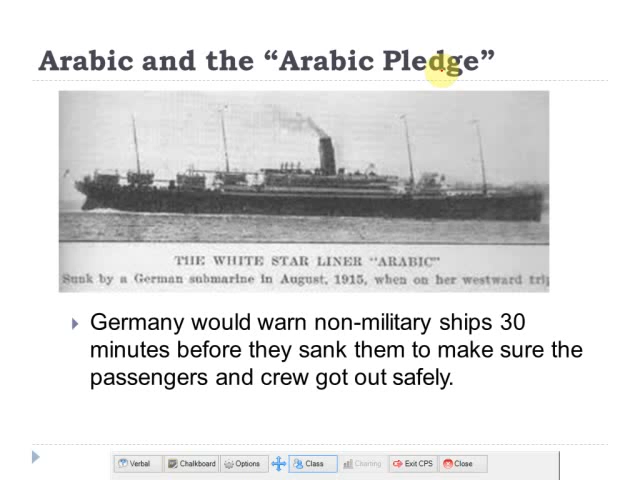 Arabic and the “Arabic Pledge”
THE WHITE STAR LINER "ARABIC"
Sunk by a German submarine in August, 1915, when on her westward trip
Germany would warn non-military ships 30
minutes before they sank them to make sure the
passengers and crew got out safely.
Verbal Chalkboard Options Class Charting Exit CPS Close